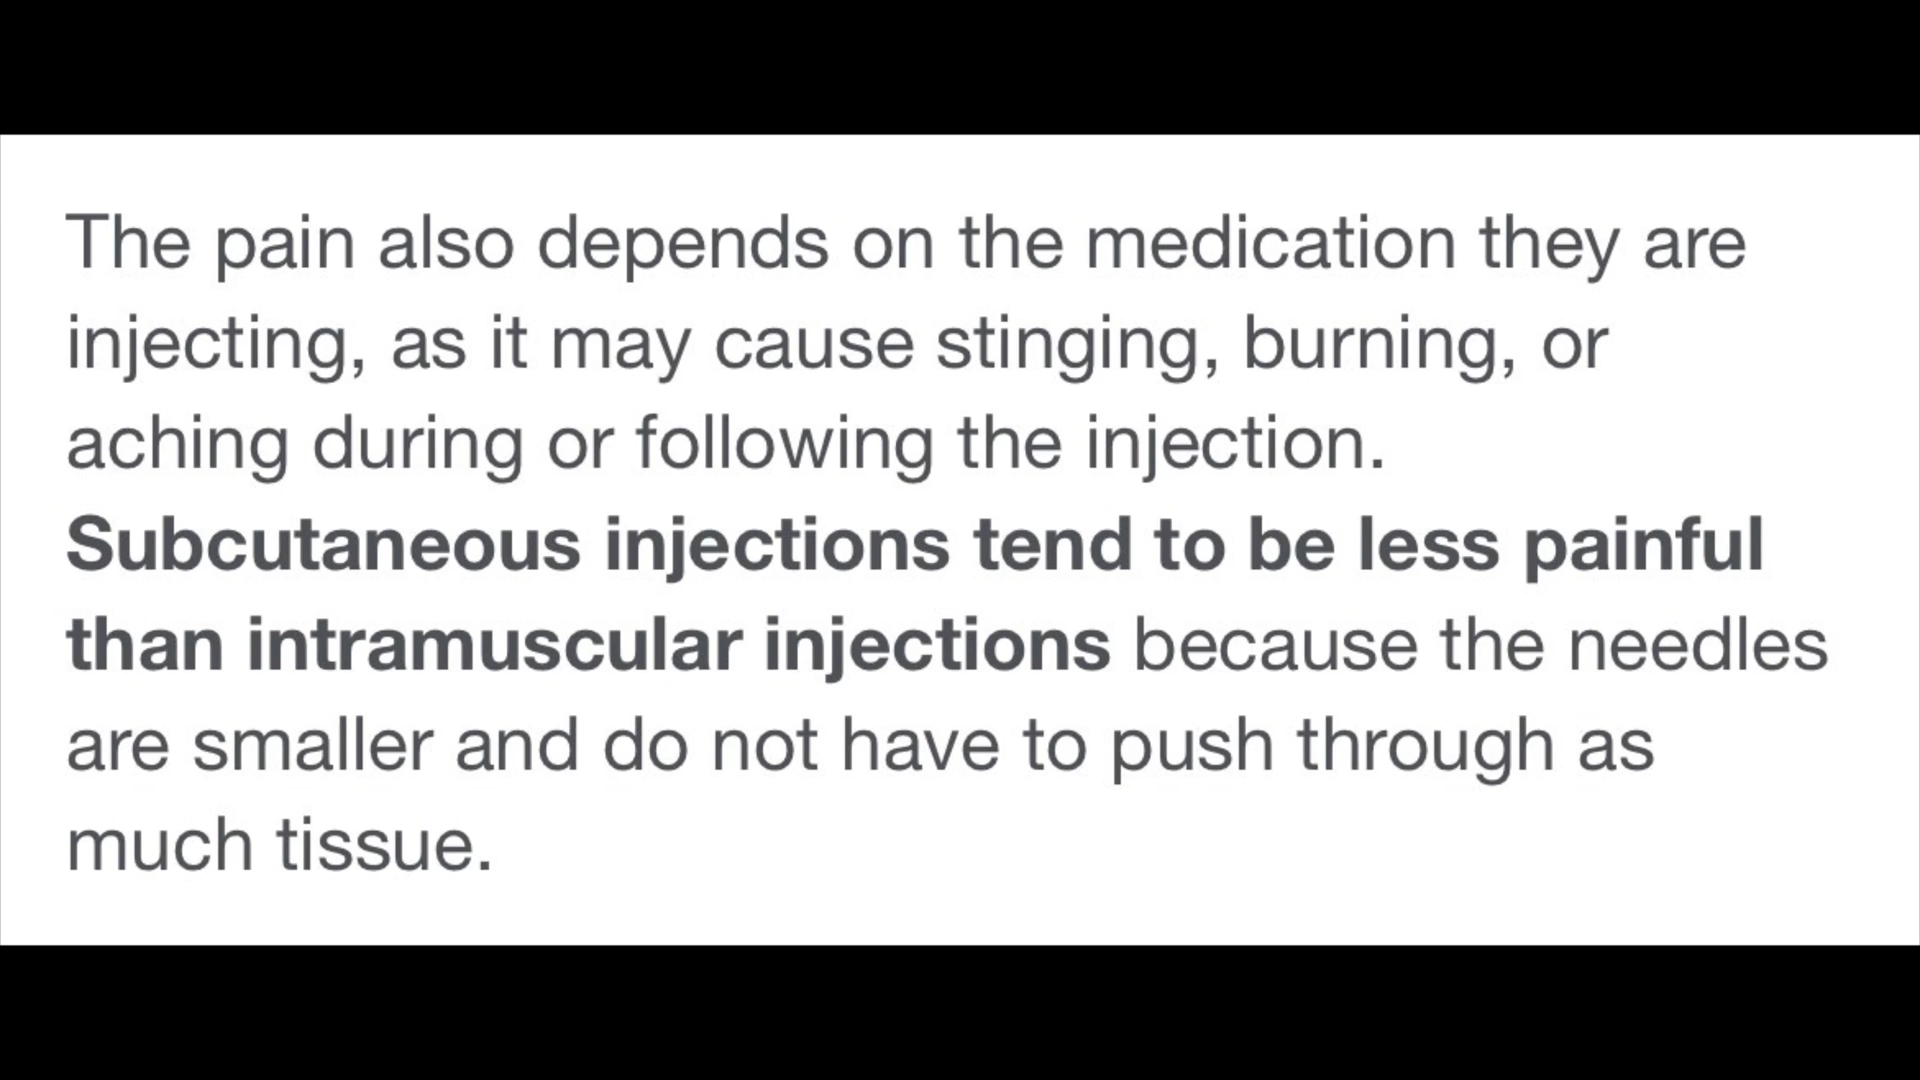 The pain also depends on the medication they are
injecting, as it may cause stinging, burning, or
aching during or following the injection.
Subcutaneous injections tend to be less painful
than intramuscular injections because the needles
are smaller and do not have to push through as
much tissue.